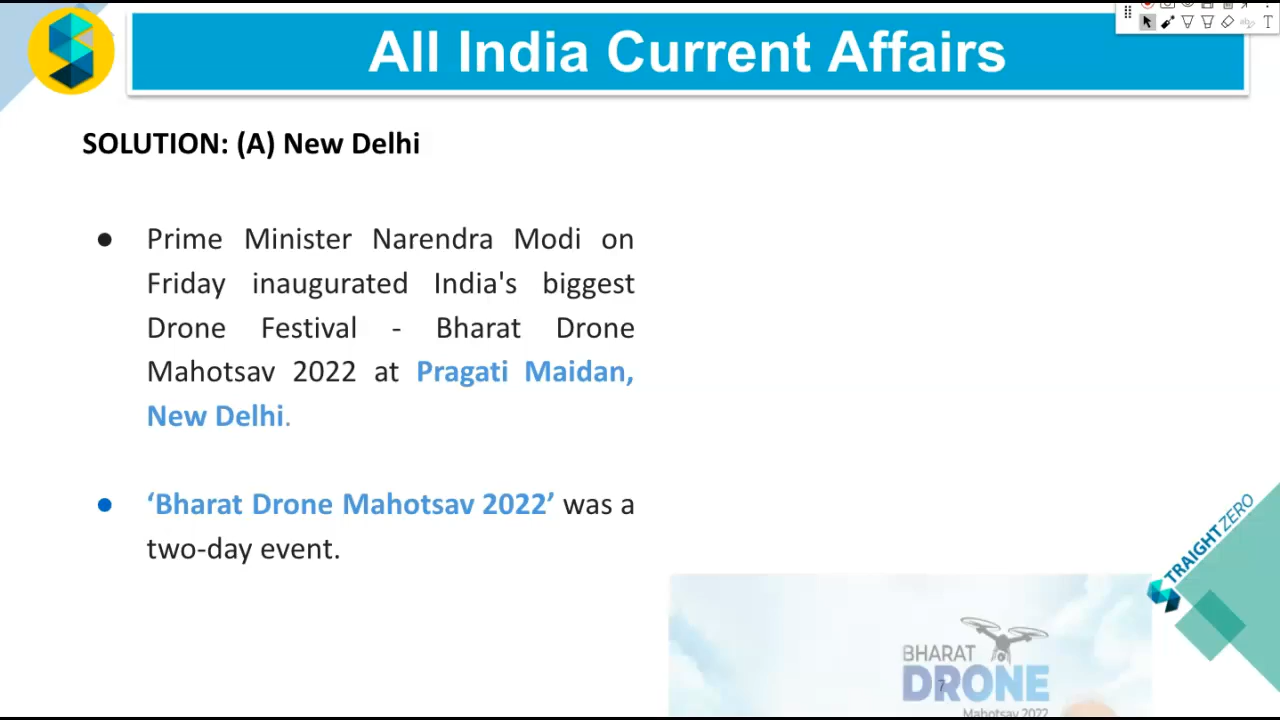 All India Current Affairs
SOLUTION: (A) New Delhi
● Prime Minister Narendra Modi on
Friday inaugurated India's biggest
Drone Festival - Bharat Drone
Mahotsav 2022 at Pragati Maidan,
New Delhi.
● ‘Bharat Drone Mahotsav 2022’ was a
two-day event.
TRAIGHTZERO
BHARAT
DRONE
7
Mahotsav 2022